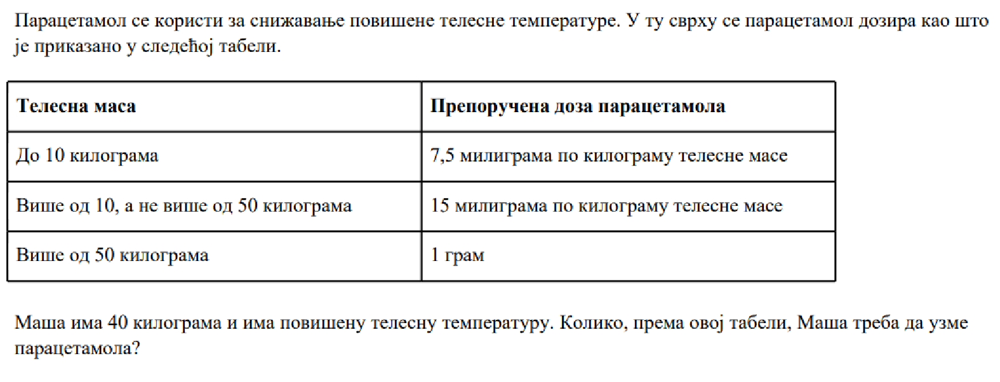 Парацетамол се користи за снижавање повишене телесне температуре. У ту сврху се парацетамол дозира као што
је приказано у следећој табели.
Телесна маса Препоручена доза парацетамола
До 10 килограма 7,5 милиграма по килограму телесне масе
Више од 10, а не више од 50 килограма 15 милиграма по килограму телесне масе
Више од 50 килограма 1 грам
Маша има 40 килограма и има повишену телесну температуру. Колико, према овој табели, Маша треба да узме
парацетамола?